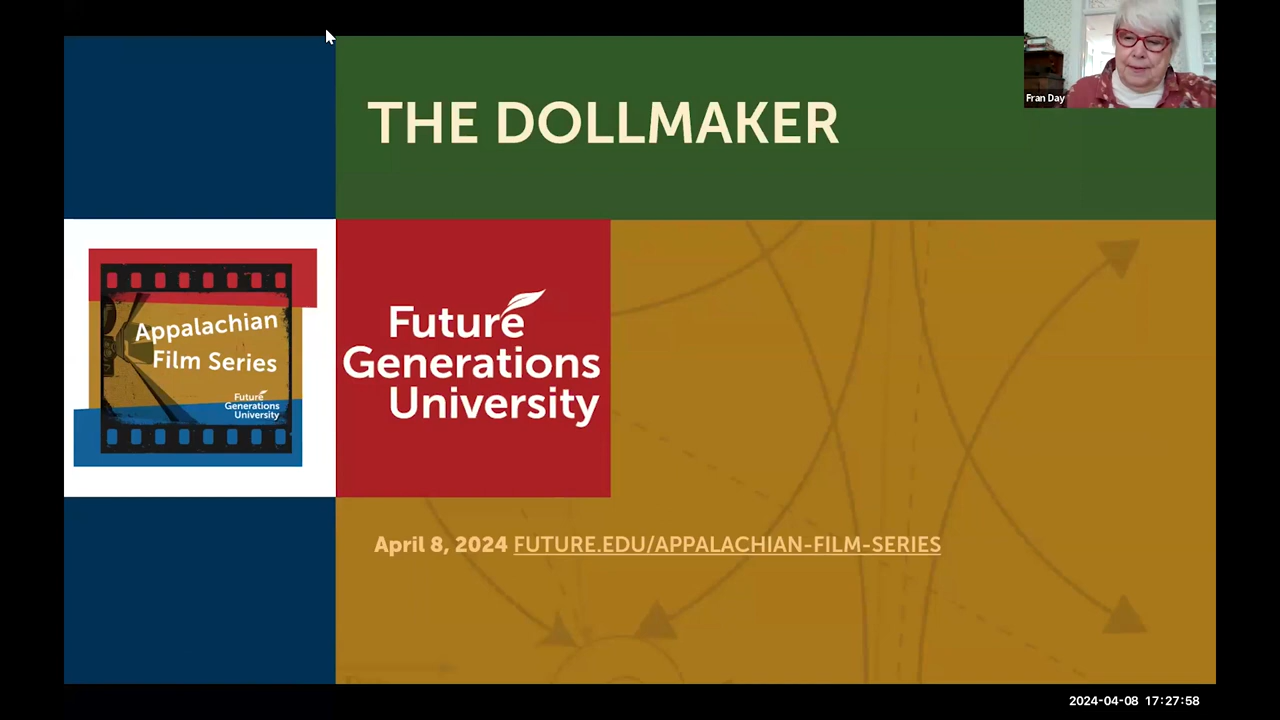 THE DOLLMAKER
Fran Day
Appalachian
Film Series
Future
Generations
University
Future
Generations
University
April 8, 2024 FUTURE.EDU/APPALACHIAN-FILM-SERIES
2024-04-08 17:27:58